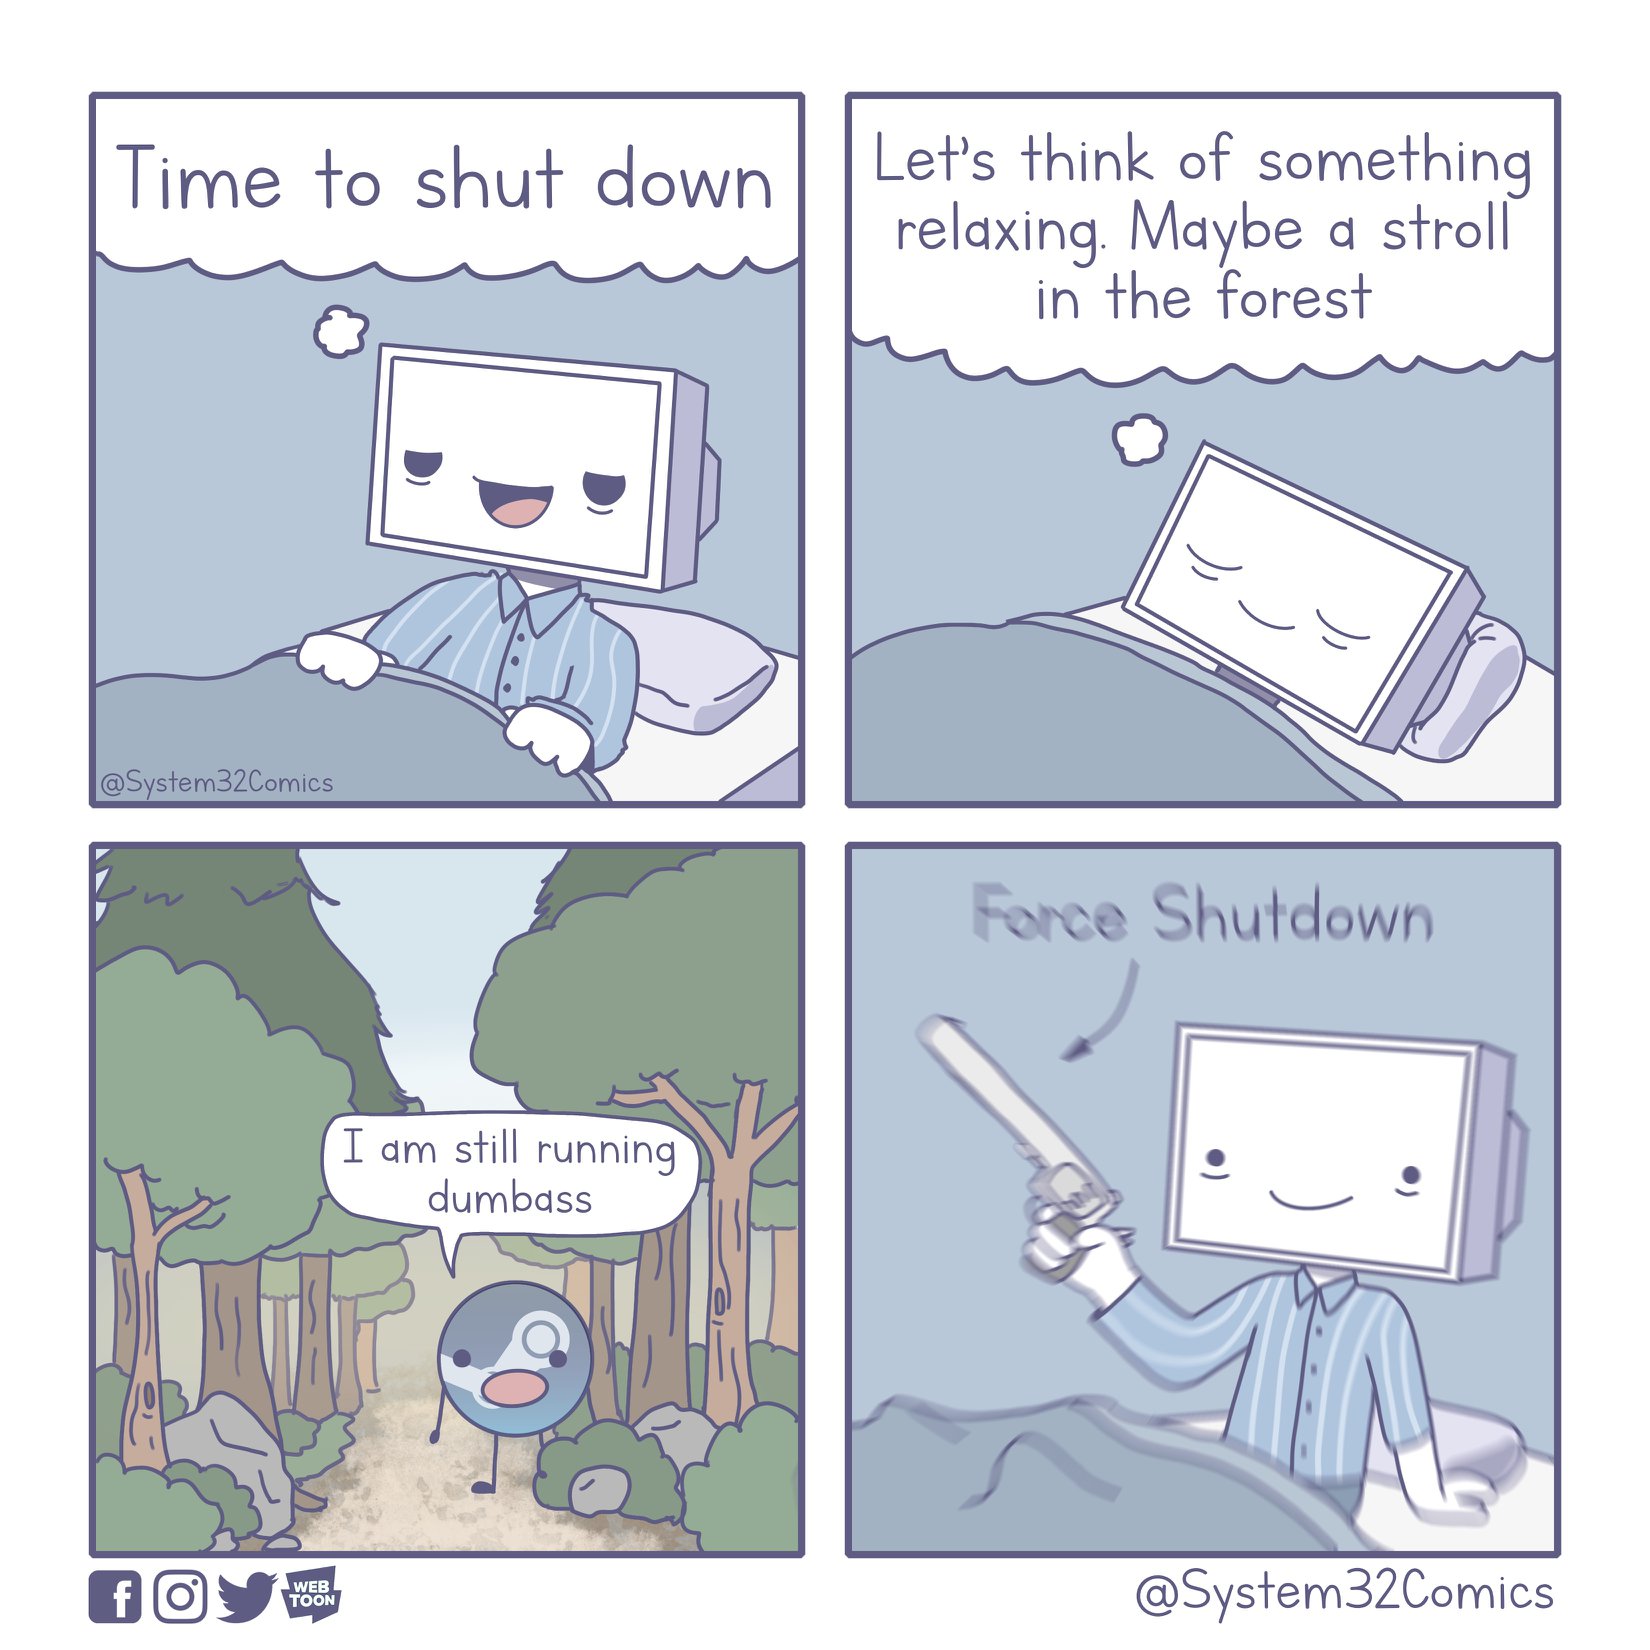 Time to shut down
@System32Comics
Let's think of something
relaxing. Maybe a stroll
in the forest
I am still running
dumbass
Force Shutdown
f
WEB
TOON
@System32Comics